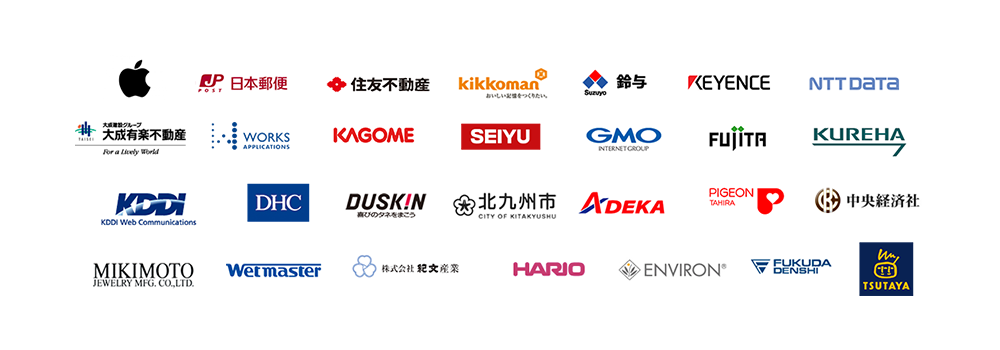 JP
POST
日本郵便
住友不動産
kikkoman
おいしい記憶をつくりたい。
Suzuyo
鈴与
KEYENCE
NTT DATA
TAISEI
大成建設グループ
大成有楽不動産
For a Lively World
WORKS
APPLICATIONS
KAGOME
SEIYU
GMO
INTERNET GROUP
FUJITA
KUREHA
KDDI
KDDI Web Communications
DHC
DUSKIN
喜びのタネをまこう
北九州市
CITY OF KITAKYUSHU
ADEKA
PIGEON
TAHIRA
中央経済社
MIKIMOTO
JEWELRY MFG. CO.,LTD.
Wetmaster
株式会社 紀文産業
HARIO
ENVIRON®
FUKUDA
DENSHI
TSUTAYA